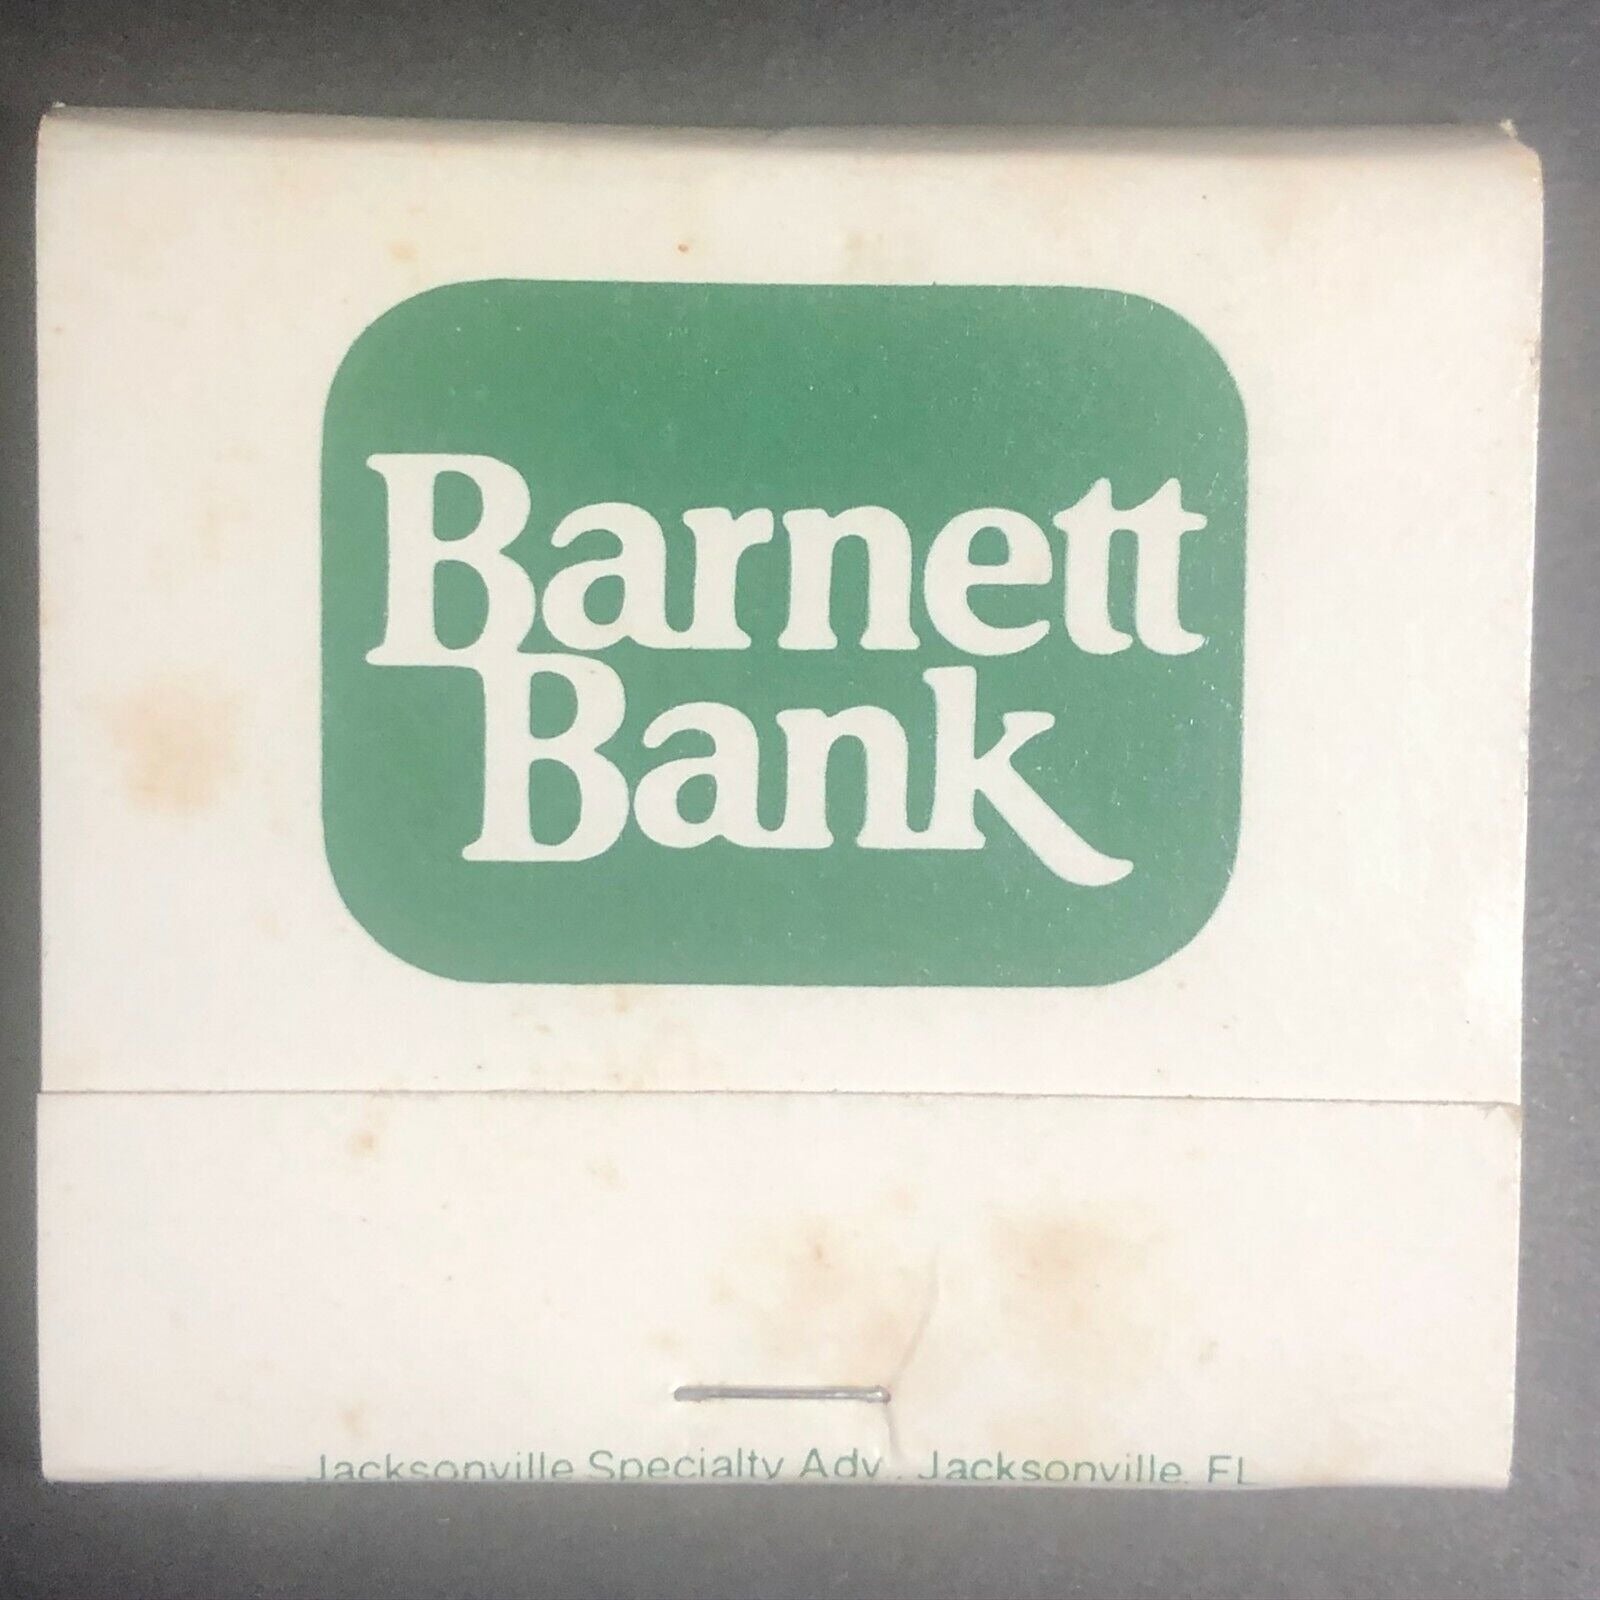 Barnett
Bank
Jacksonville Specialty Adv., Jacksonville, FL